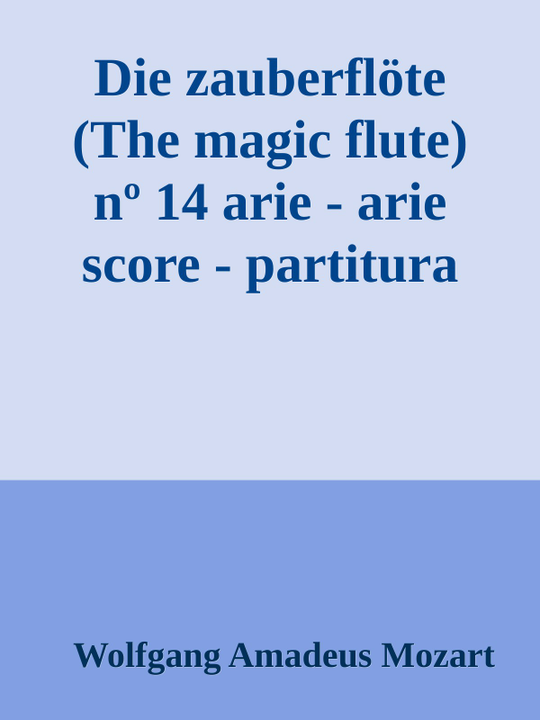 Die zauberflöte
(The magic flute)
nº 14 arie - arie
score - partitura
Wolfgang Amadeus Mozart